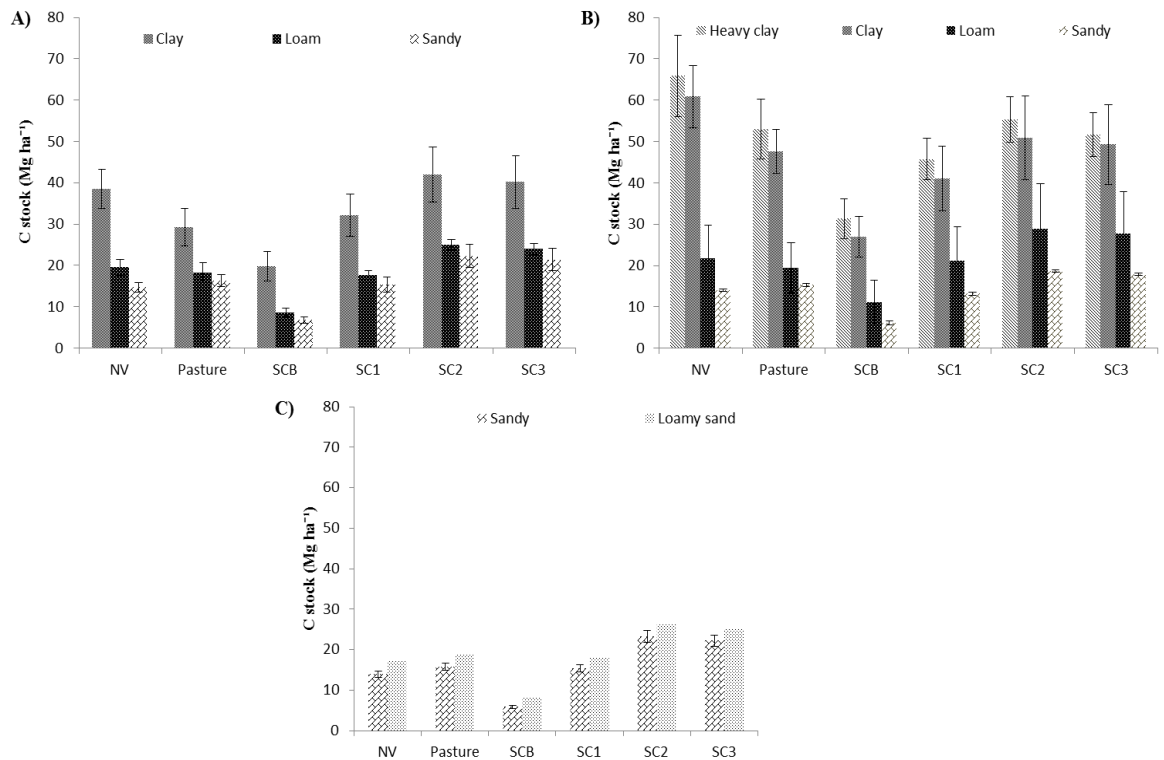 A)
Clay Loam Sandy
C stock (Mg ha⁻¹)
80
70
60
50
40
30
20
10
0
NV Pasture SCB SC1 SC2 SC3
B)
Heavy clay Clay Loam Sandy
C stock (Mg ha⁻¹)
80
70
60
50
40
30
20
10
0
NV Pasture SCB SC1 SC2 SC3
C)
Sandy Loamy sand
C stock (Mg ha⁻¹)
80
70
60
50
40
30
20
10
0
NV Pasture SCB SC1 SC2 SC3